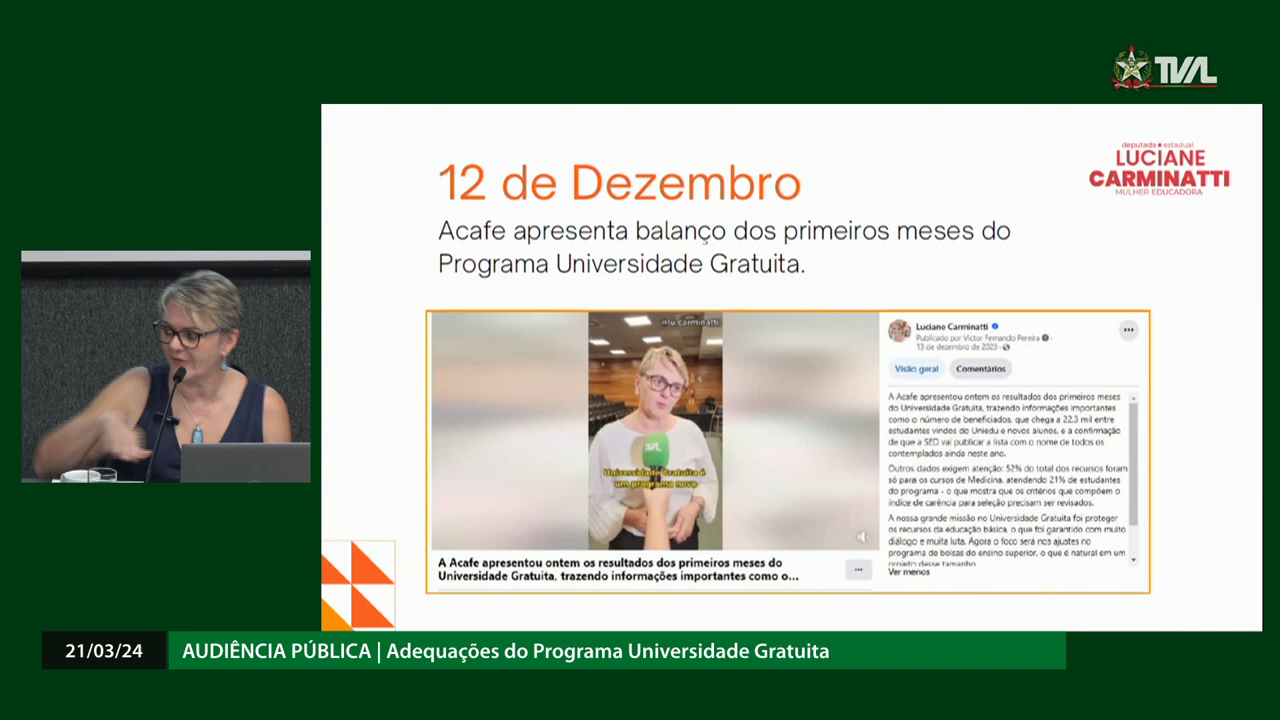 TVAL
deputada estadual
LUCIANE
CARMINATTI
MULHER EDUCADORA
12 de Dezembro
Acafe apresenta balanço dos primeiros meses do
Programa Universidade Gratuita.
@lu.carminatti
TVAL
Universidade Gratuita é
um programa novo
A Acafe apresentou ontem os resultados dos primeiros meses do
Universidade Gratuita, trazendo informações importantes como o...
Luciane Carminatti
Publicado por Victor Fernando Pereira
13 de dezembro de 2023
Visão geral
Comentários
A Acafe apresentou ontem os resultados dos primeiros meses
do Universidade Gratuita, trazendo informações importantes
como o número de beneficiados, que chega a 22,3 mil entre
estudantes vindos do Uniedu e novos alunos, e a confirmação
de que a SED vai publicar a lista com o nome de todos os
contemplados ainda neste ano.
Outros dados exigem atenção: 52% do total dos recursos foram
só para os cursos de Medicina, atendendo 21% de estudantes
do programa - o que mostra que os critérios que compõem o
índice de carência para seleção precisam ser revisados.
A nossa grande missão no Universidade Gratuita foi proteger
os recursos da educação básica, o que foi garantido com muito
diálogo e muita luta. Agora o foco será nos ajustes no
programa de bolsas do ensino superior, o que é natural em um
projeto desse tamanho
Ver menos
21/03/24
AUDIÊNCIA PÚBLICA | Adequações do Programa Universidade Gratuita